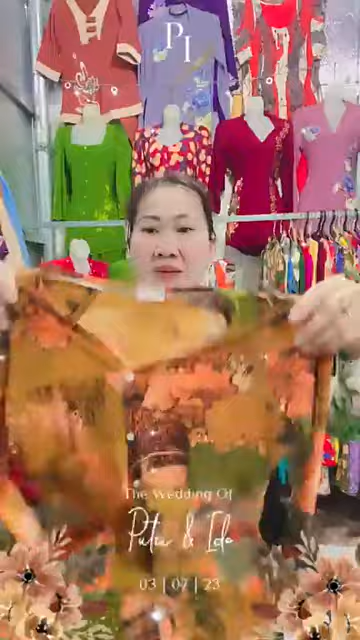 PI
The Wedding Of
Putu & Ida
03 | 07 | 23